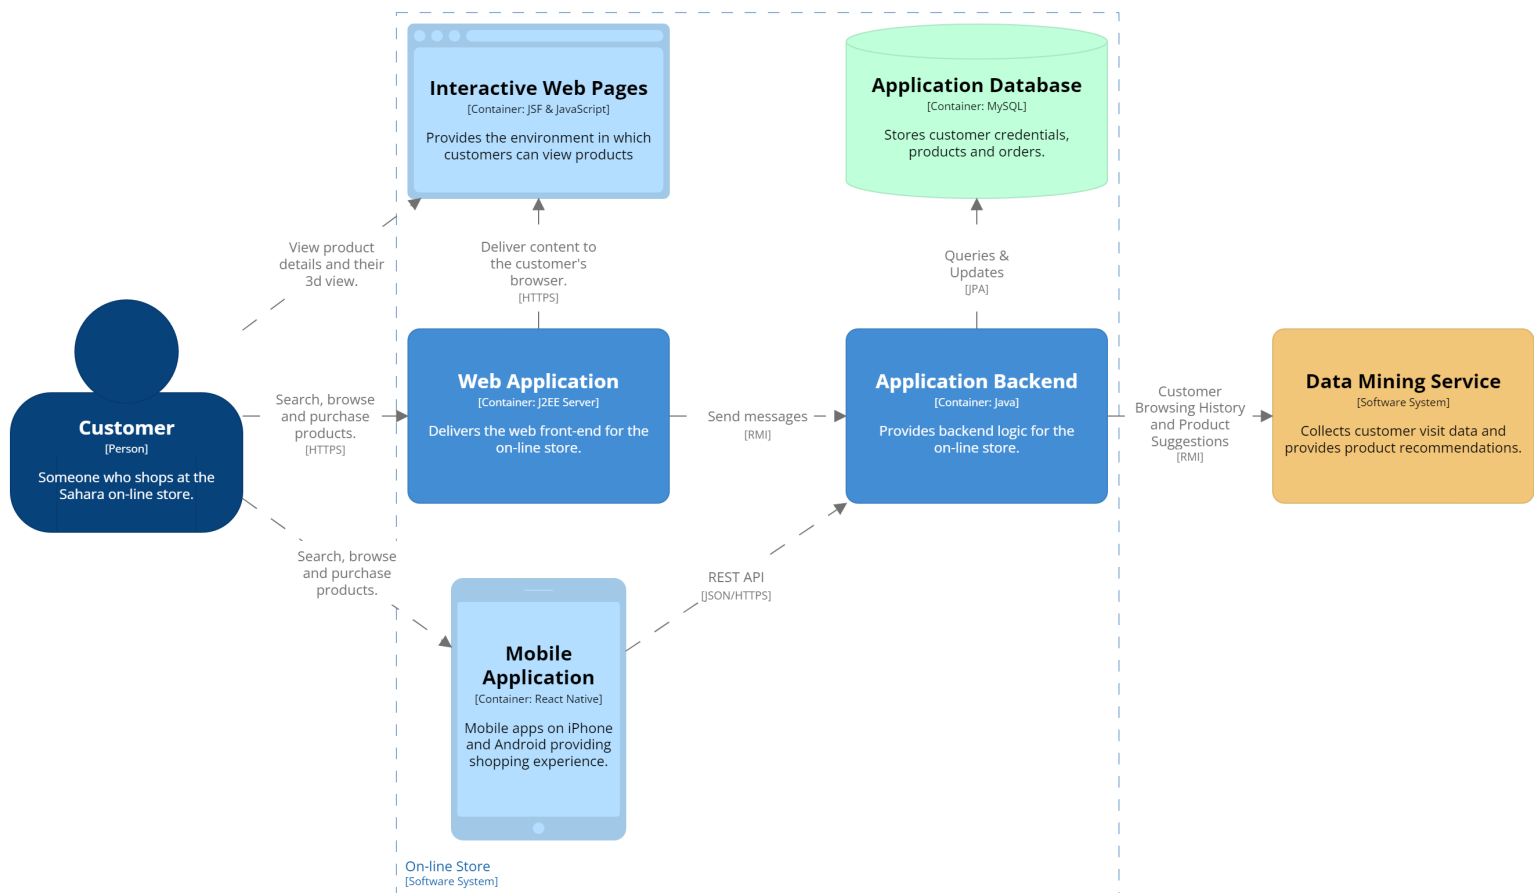 Interactive Web Pages
[Container: JSF & JavaScript]
Provides the environment in which
customers can view products
Application Database
[Container: MySQL]
Stores customer credentials,
products and orders.
View product
details and their
3d view.
Deliver content to
the customer's
browser.
[HTTPS]
Queries &
Updates
[JPA]
Customer
[Person]
Someone who shops at the
Sahara on-line store.
Search, browse
and purchase
products.
[HTTPS]
Web Application
[Container: J2EE Server]
Delivers the web front-end for the
on-line store.
Send messages
[RMI]
Application Backend
[Container: Java]
Provides backend logic for the
on-line store.
Customer
Browsing History
and Product
Suggestions
[RMI]
Data Mining Service
[Software System]
Collects customer visit data and
provides product recommendations.
Search, browse
and purchase
products.
REST API
[JSON/HTTPS]
Mobile
Application
[Container: React Native]
Mobile apps on iPhone
and Android providing
shopping experience.
On-line Store
[Software System]